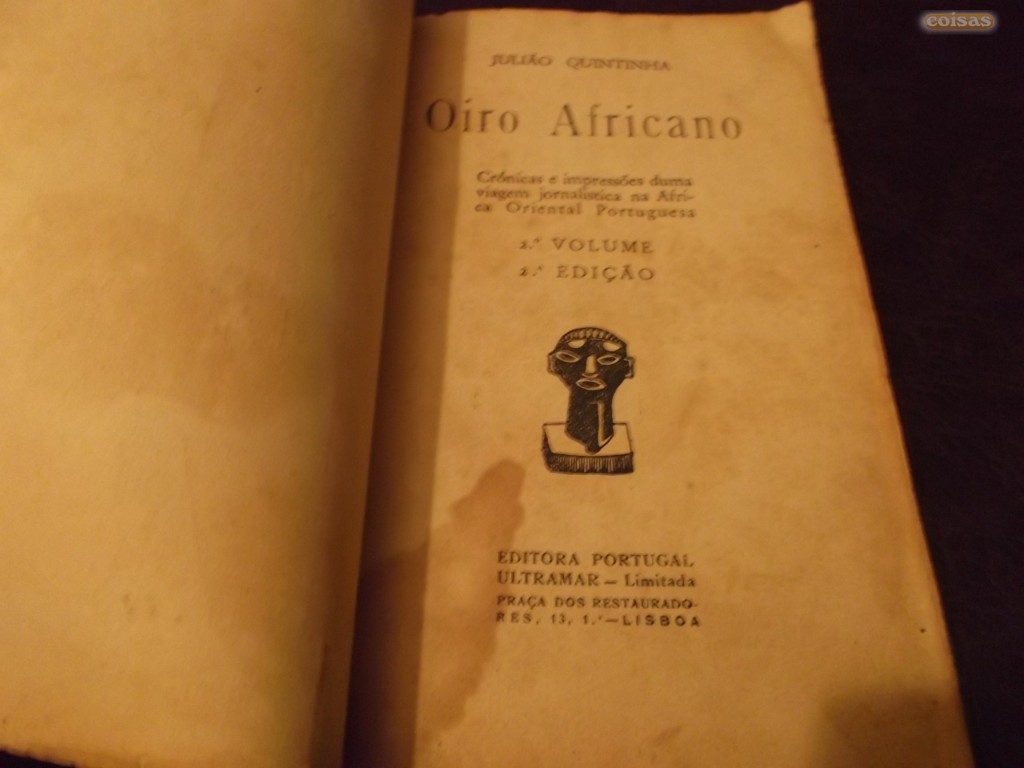 JULIÃO QUINTINHA
Oiro Africano
Crónicas e impressões duma
viagem jornalística na Áfri-
ca Oriental Portuguesa
2.º VOLUME
2.ª EDIÇÃO
EDITORA PORTUGAL
ULTRAMAR — Limitada
PRAÇA DOS RESTAURADO-
RES, 13, 1.º — LISBOA
coisas